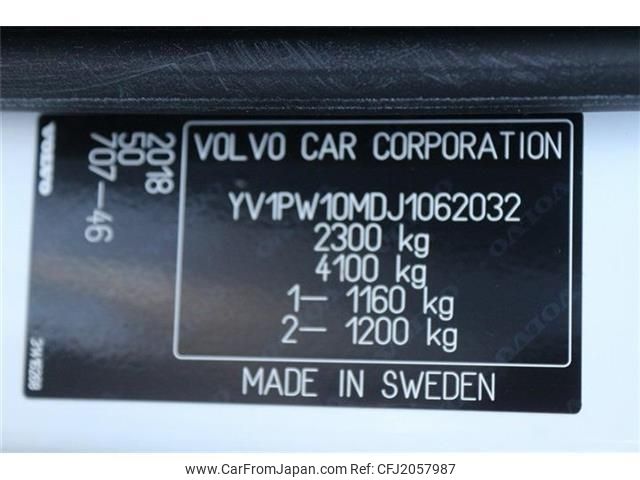 VOLVO
2018
50
707-46
VOLVO CAR CORPORATION
YV1PW10MDJ1062032
2300 kg
4100 kg
1- 1160 kg
2- 1200 kg
MADE IN SWEDEN
www.CarFromJapan.com CFJ2057987